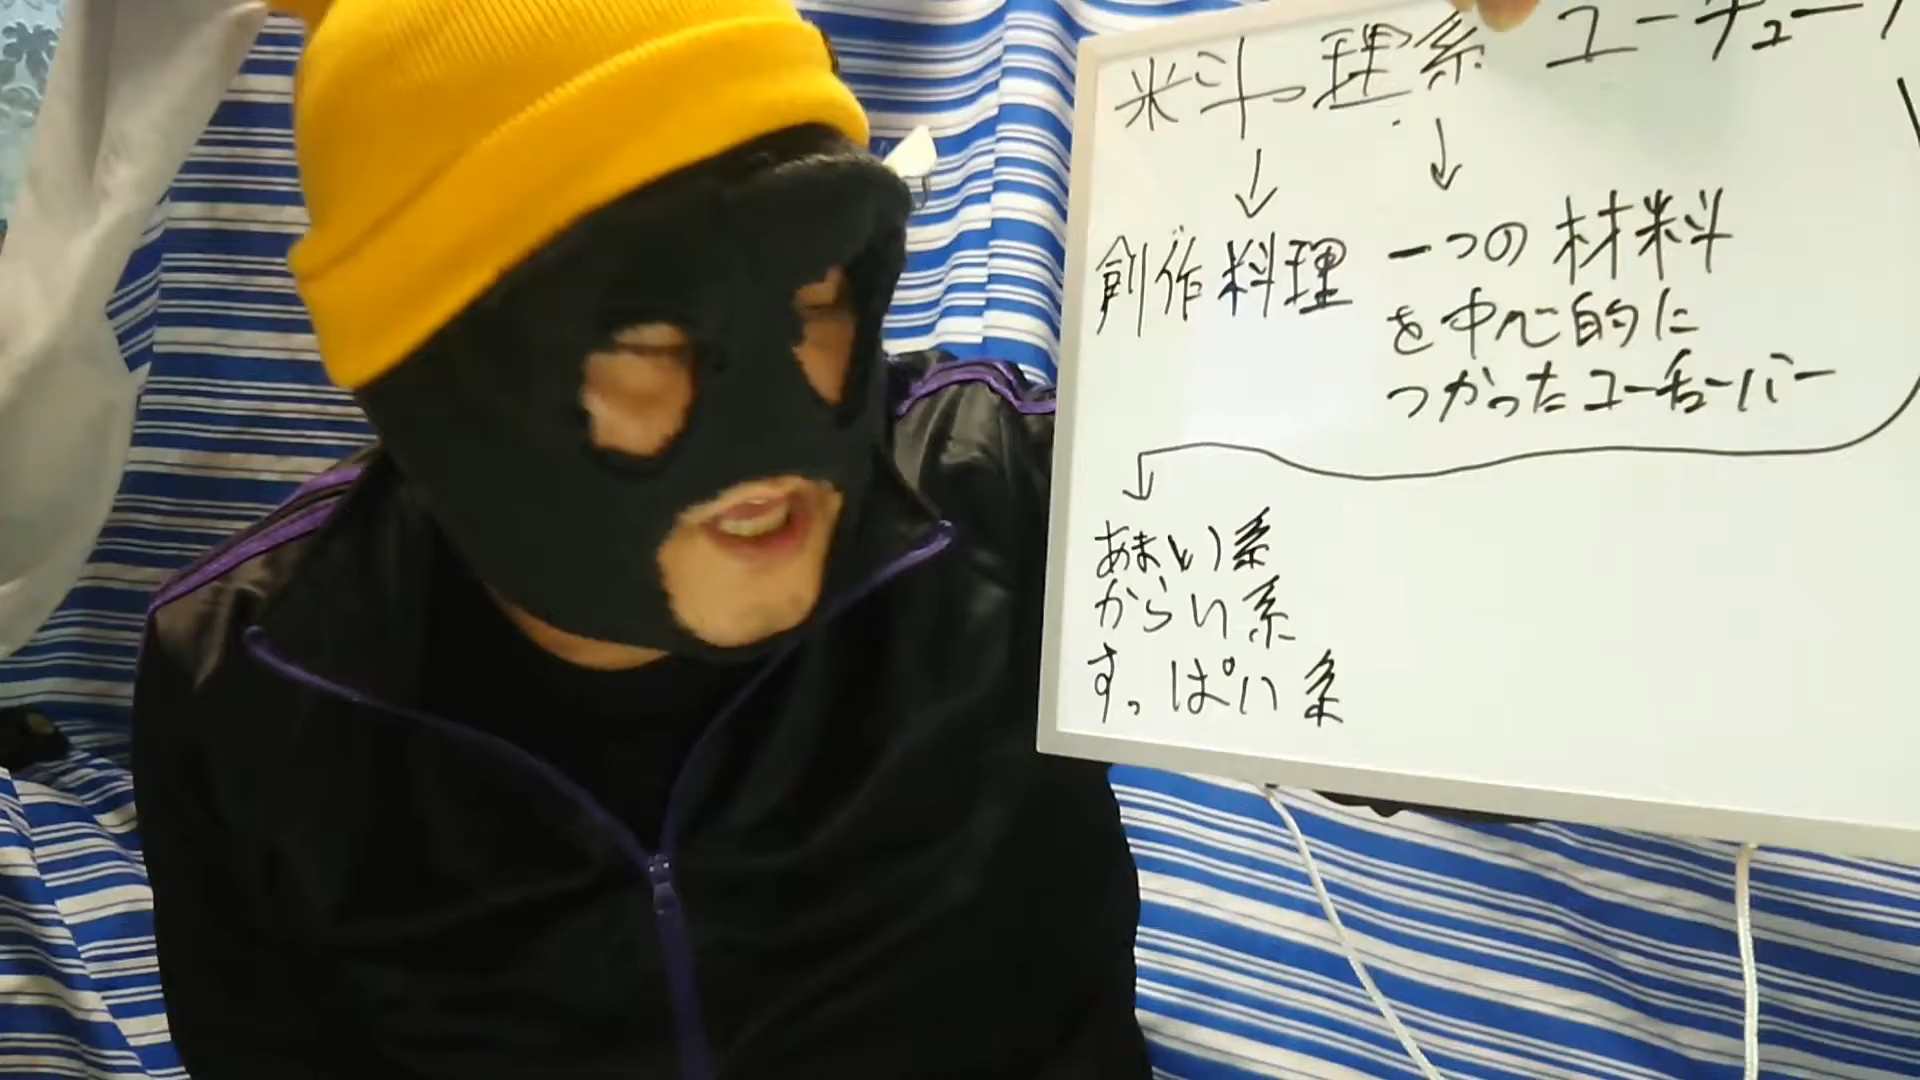 料理系ユーチュー
創作料理
一つの材料
を中心的に
つかったユーチューバー
あまい系
からい系
すっぱい系